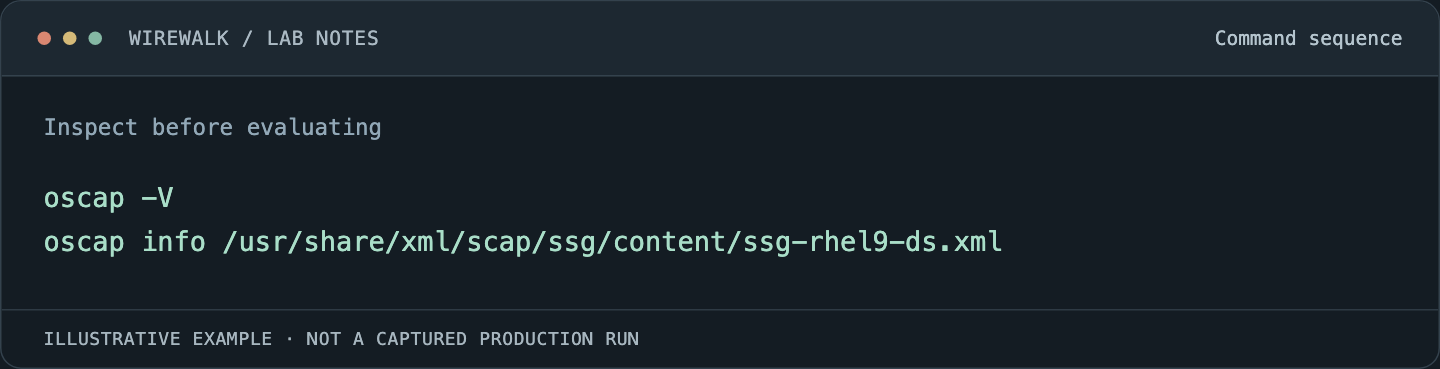 WIREWALK / LAB NOTES
Command sequence
Inspect before evaluating
oscap -V
oscap info /usr/share/xml/scap/ssg/content/ssg-rhel9-ds.xml
ILLUSTRATIVE EXAMPLE · NOT A CAPTURED PRODUCTION RUN